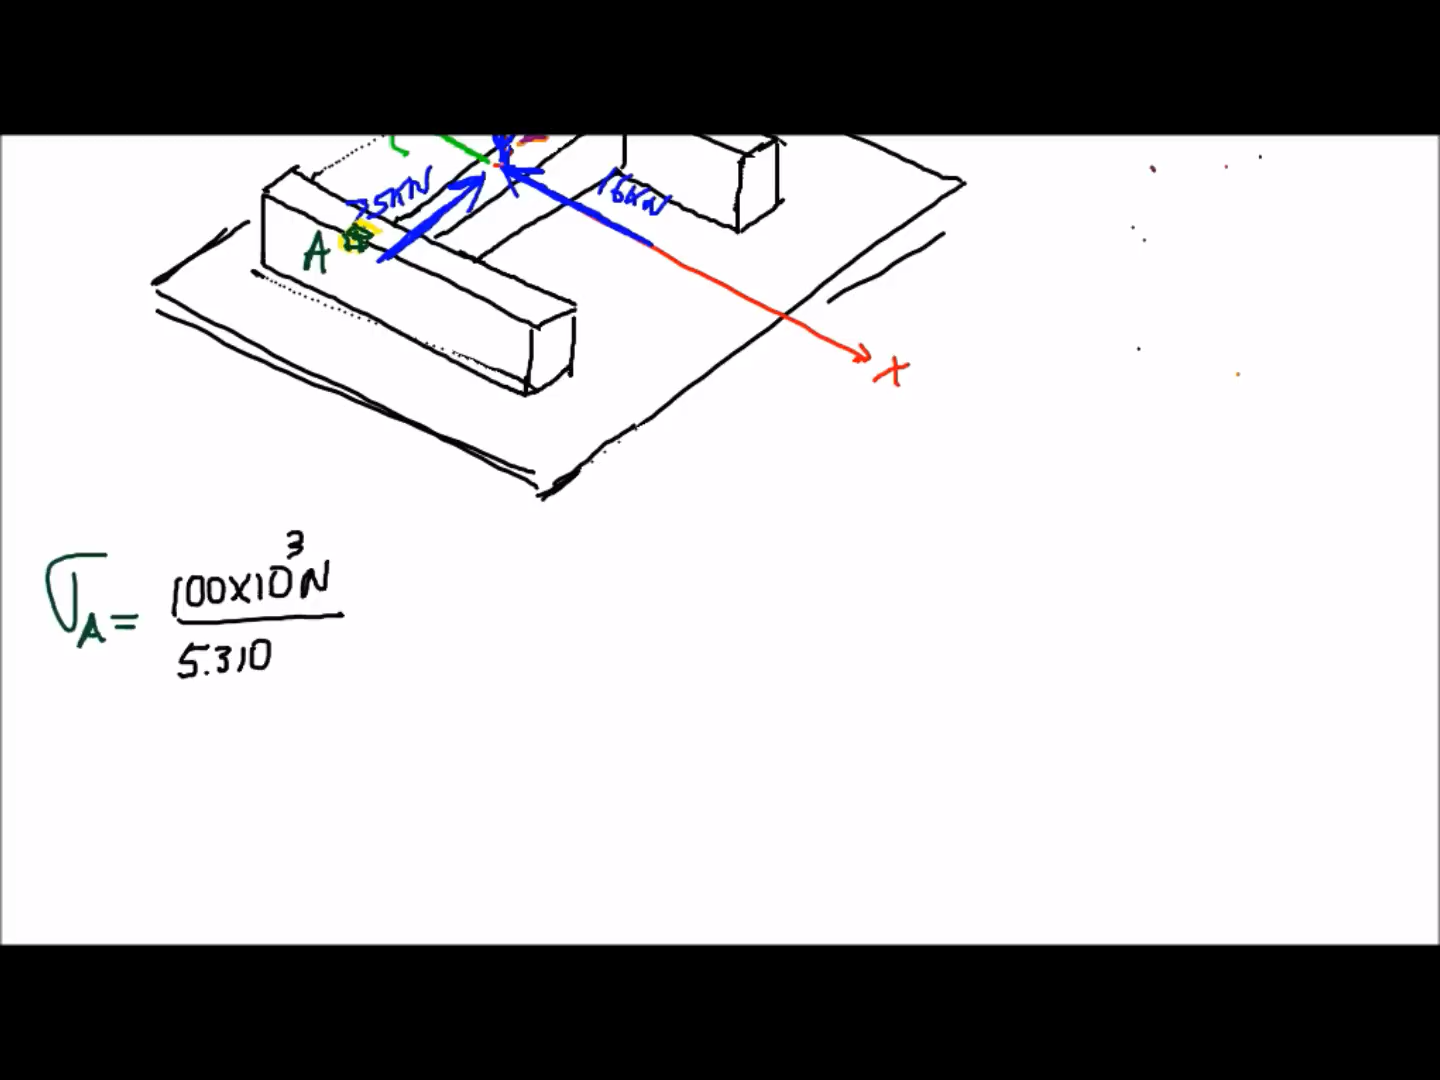 75KN
16KN
A
X
σA = 100x10³N
5.310